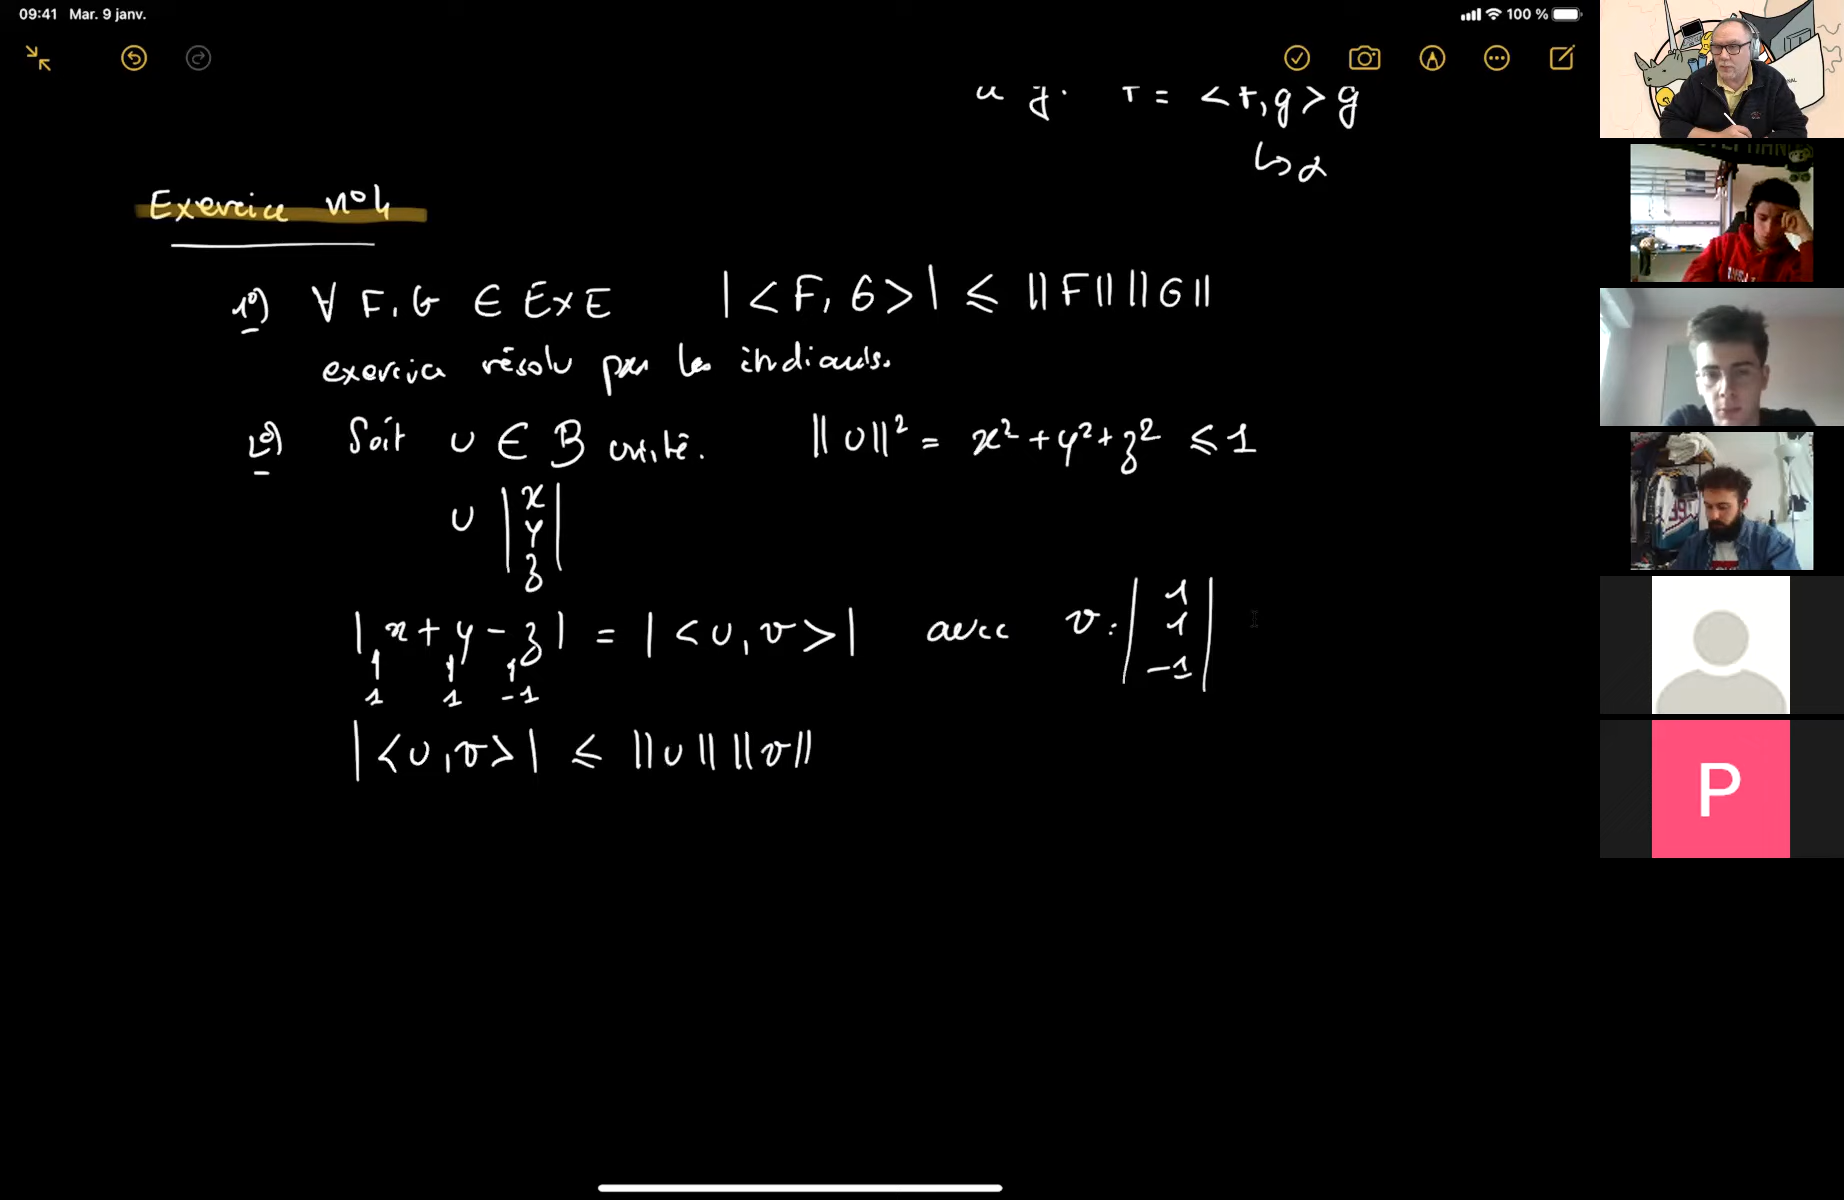 09:41 Mar. 9 janv. 100 %
= <f, g> g
↳ α
Exercice n°4
1°) ∀ F, G ∈ E×E |<F, G>| ≤ ||F|| ||G||
exercice résolu par les
2°) Soit U ∈ B unité. ||U||² = x² + y² + z² ≤ 1
U | x y z |
|x + y - z| = |<U, v>| avec v: | 1 1 -1 |
1 1 -1
|<U, v>| ≤ ||U|| ||v||
P